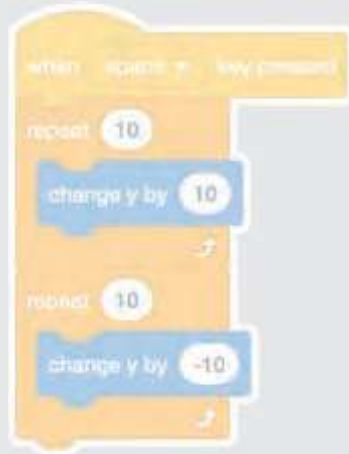 when space key pressed
repeat 10
change y by 10
repeat 10
change y by -10